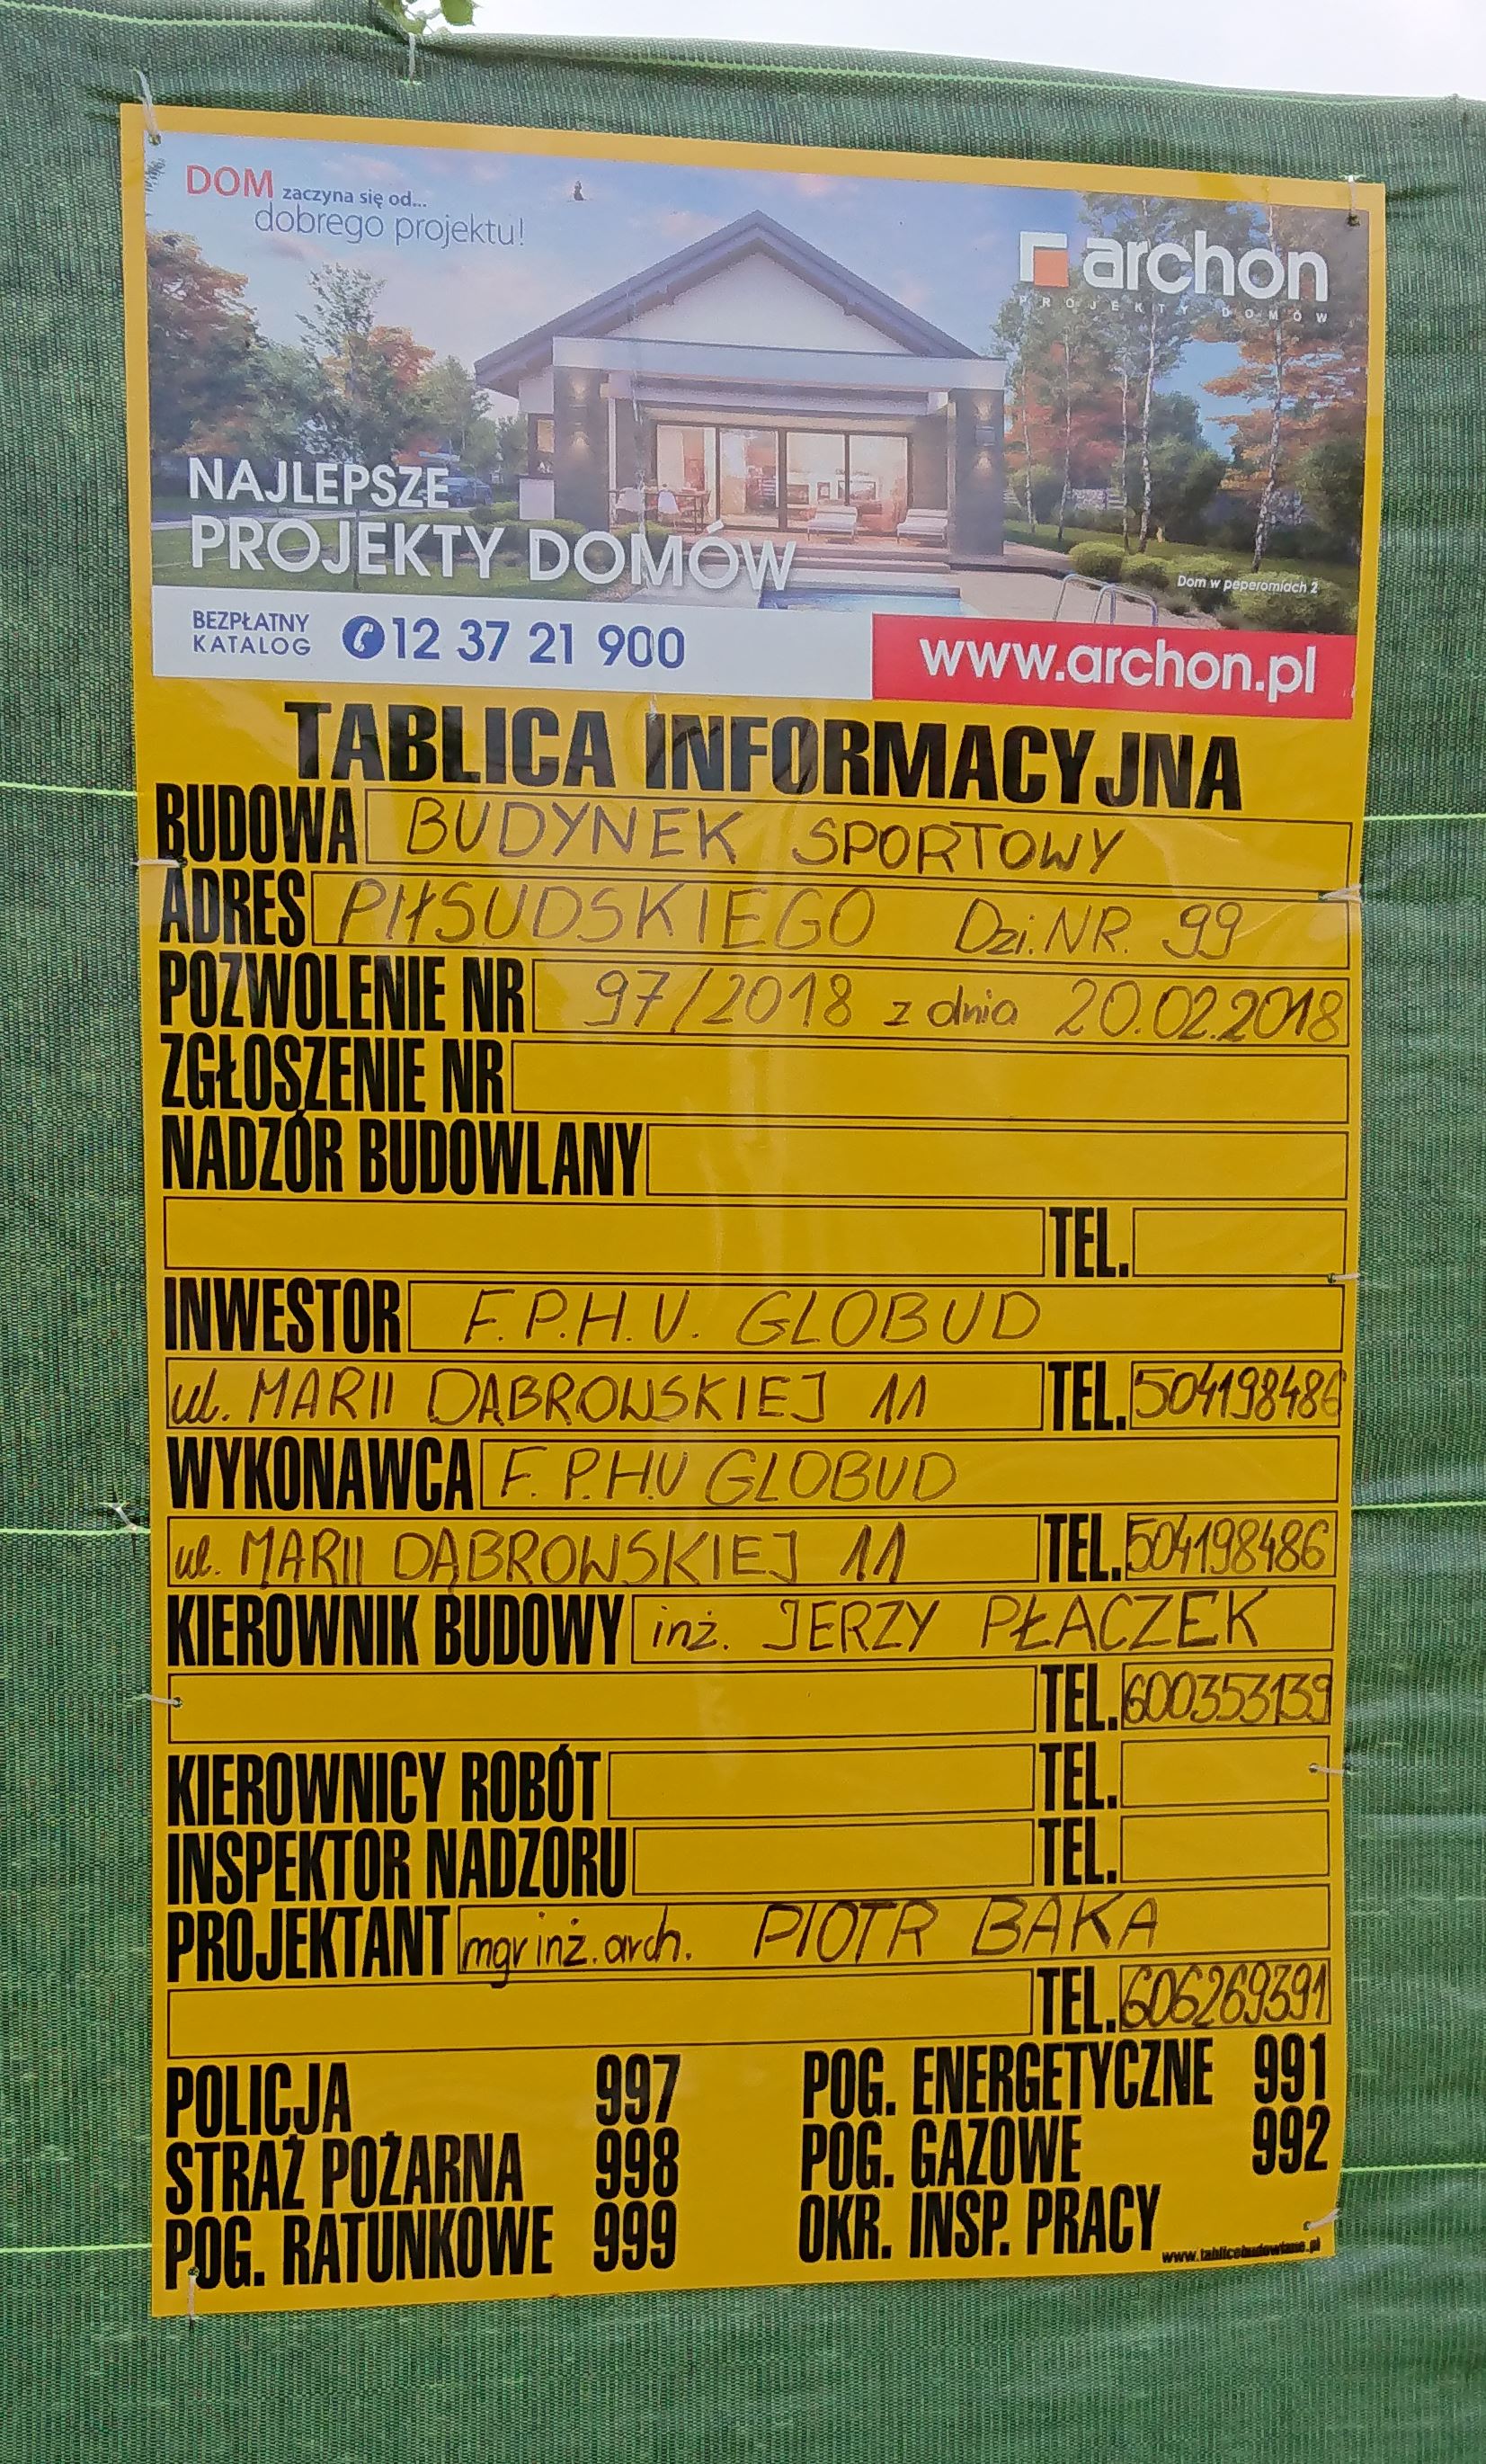 DOM zaczyna się od...
dobrego projektu!
archon
PROJEKTY DOMÓW
NAJLEPSZE
PROJEKTY DOMÓW
Dom w peperomiach 2
BEZPŁATNY
KATALOG
12 37 21 900
www.archon.pl
TABLICA INFORMACYJNA
BUDOWA BUDYNEK SPORTOWY
ADRES PIŁSUDSKIEGO Dzi.NR. 99
POZWOLENIE NR 97/2018 z dnia 20.02.2018
ZGŁOSZENIE NR
NADZÓR BUDOWLANY
TEL.
INWESTOR F.P.H.U. GLOBUD
ul. MARII DĄBROWSKIEJ 11 TEL. 504198486
WYKONAWCA F.P.H.U GLOBUD
ul. MARII DĄBROWSKIEJ 11 TEL. 504198486
KIEROWNIK BUDOWY inż. JERZY PŁACZEK
TEL. 600353139
KIEROWNICY ROBÓT TEL.
INSPEKTOR NADZORU TEL.
PROJEKTANT mgr inż. arch. PIOTR BAKA
TEL. 606269391
POLICJA 997 POG. ENERGETYCZNE 991
STRAŻ POŻARNA 998 POG. GAZOWE 992
POG. RATUNKOWE 999 OKR. INSP. PRACY
www.tablicebudowlane.pl